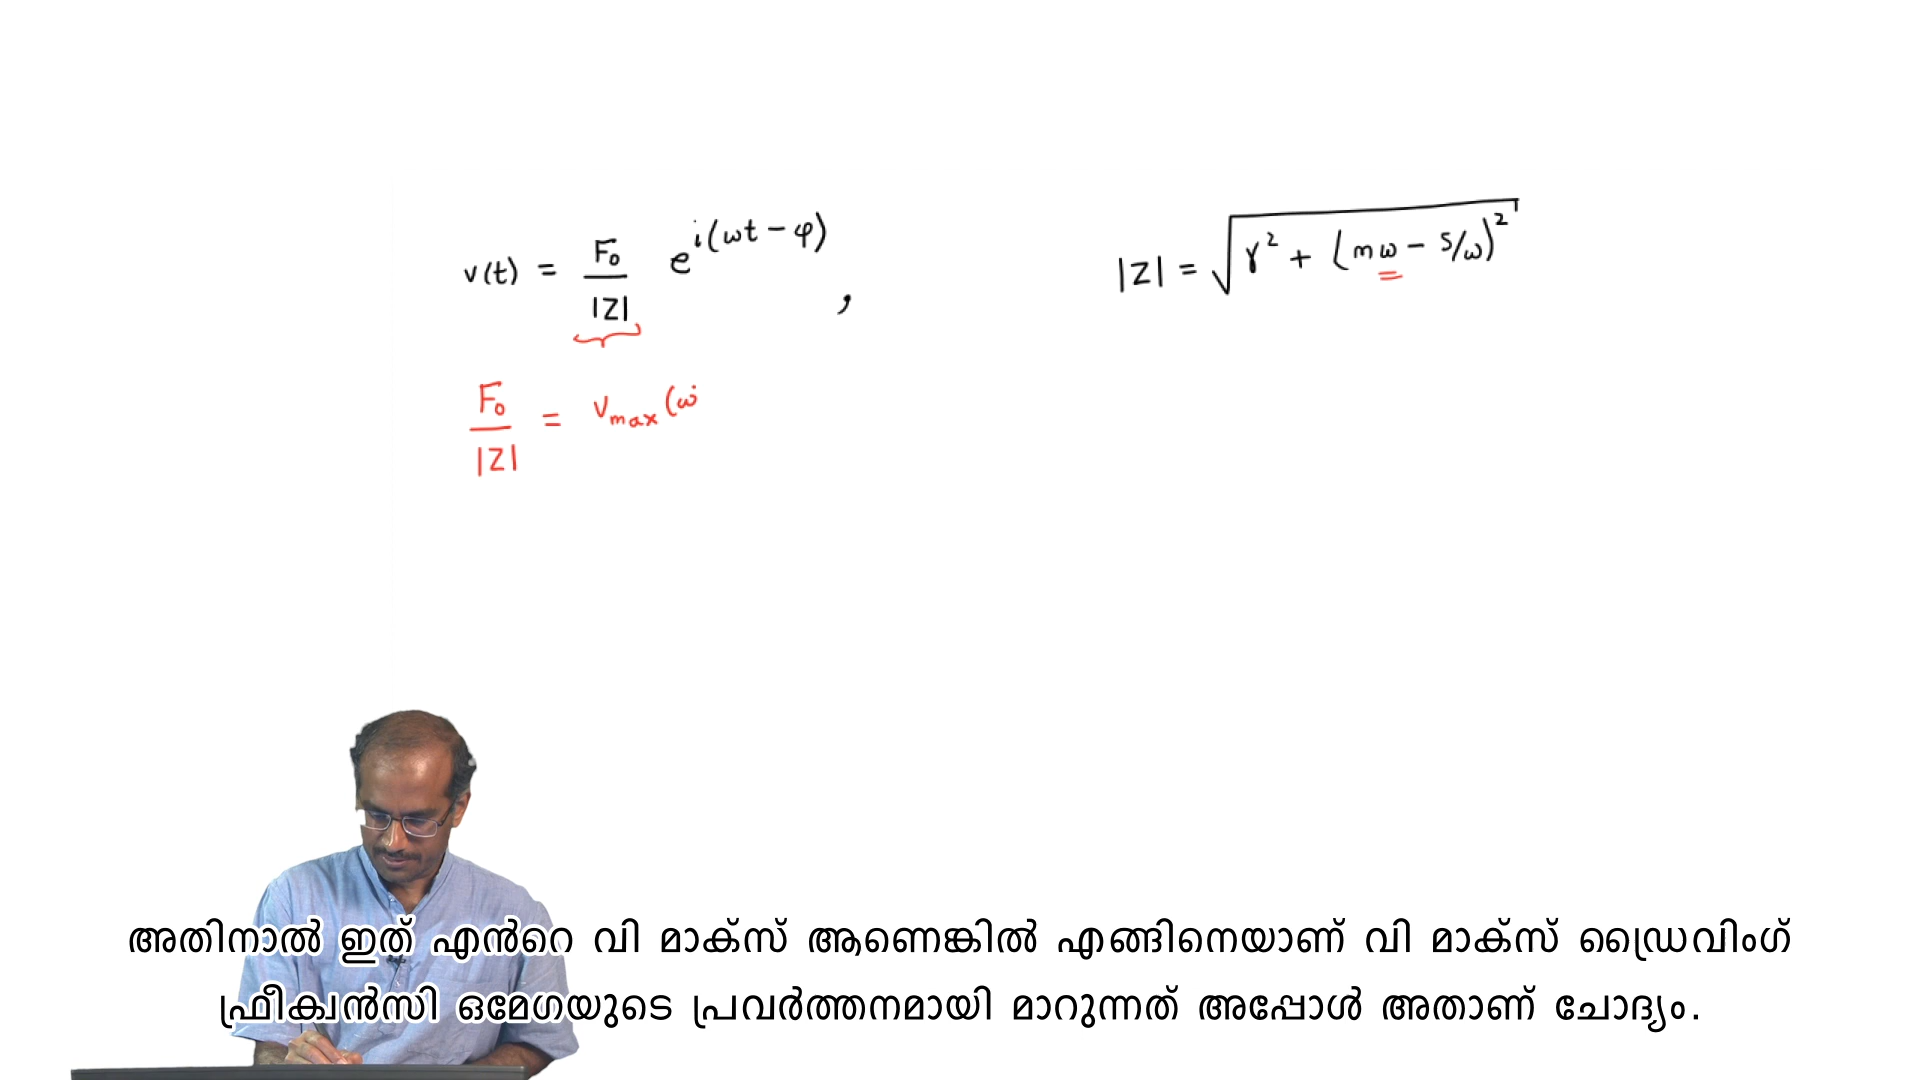 v(t) = F₀/|Z| e^{i(ωt − φ)} ,
|Z| = √(r² + (mω − s/ω)²)
F₀/|Z| = v_max (ω
അതിനാൽ ഇത് എൻറെ വി മാക്സ് ആണെങ്കിൽ എങ്ങിനെയാണ് വി മാക്സ് ഡ്രൈവിംഗ്
ഫ്രീക്വൻസി ഒമേഗയുടെ പ്രവർത്തനമായി മാറുന്നത് അപ്പോൾ അതാണ് ചോദ്യം.